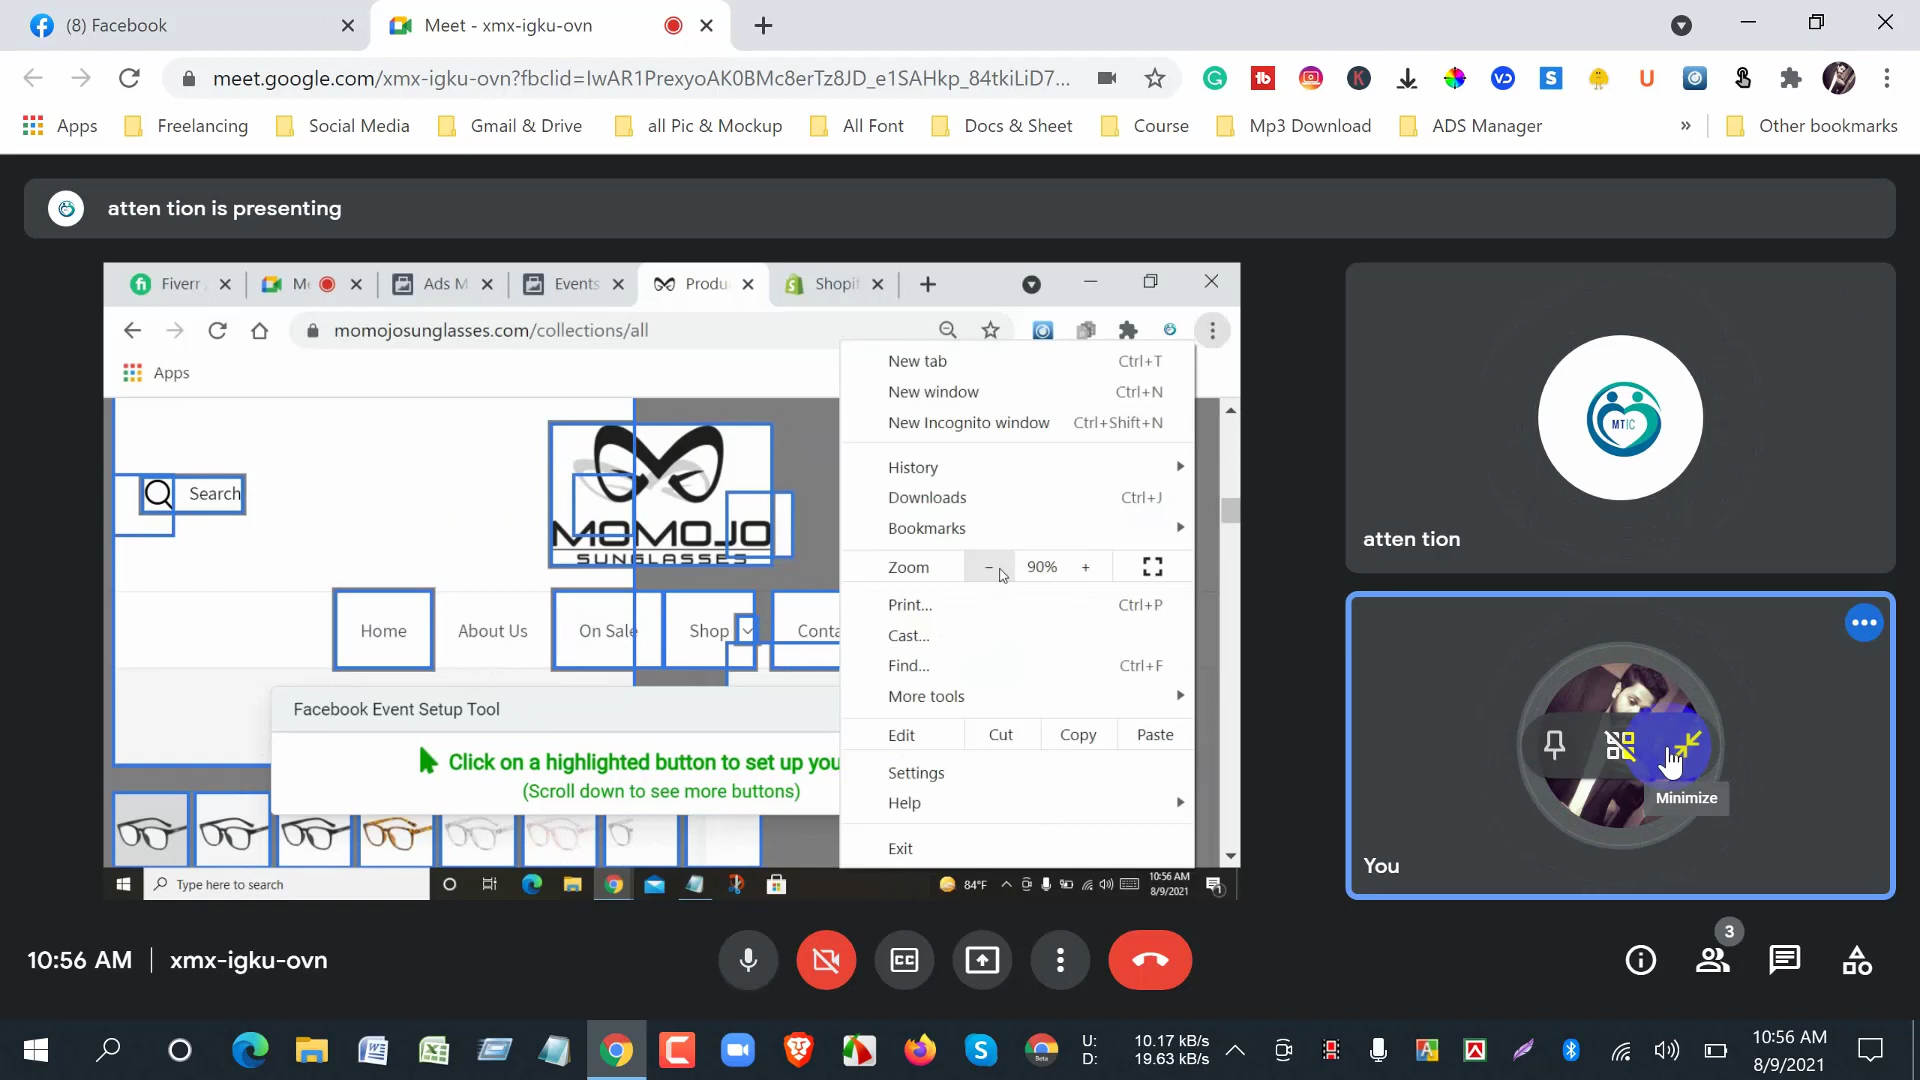 (8) Facebook
Meet - xmx-igku-ovn
meet.google.com/xmx-igku-ovn?fbclid=IwAR1PrexyoAK0BMc8erTz8JD_e1SAHkp_84tkiLiD7...
Apps Freelancing Social Media Gmail & Drive all Pic & Mockup All Font Docs & Sheet Course Mp3 Download ADS Manager » Other bookmarks
atten tion is presenting
Fiverr Me Ads M Events Produ Shopif
momojosunglasses.com/collections/all
Apps
New tab Ctrl+T
New window Ctrl+N
New Incognito window Ctrl+Shift+N
History
Downloads Ctrl+J
Bookmarks
Zoom − 90% +
Print... Ctrl+P
Cast...
Find... Ctrl+F
More tools
Edit Cut Copy Paste
Settings
Help
Exit
Search
MOMOJO
SUNGLASSES
Home About Us On Sale Shop Conta
Facebook Event Setup Tool
Click on a highlighted button to set up you
(Scroll down to see more buttons)
Type here to search
84°F
10:56 AM
8/9/2021
1
MTIC
atten tion
Minimize
You
10:56 AM | xmx-igku-ovn
CC
3
U: 10.17 kB/s
D: 19.63 kB/s
Beta
10:56 AM
8/9/2021